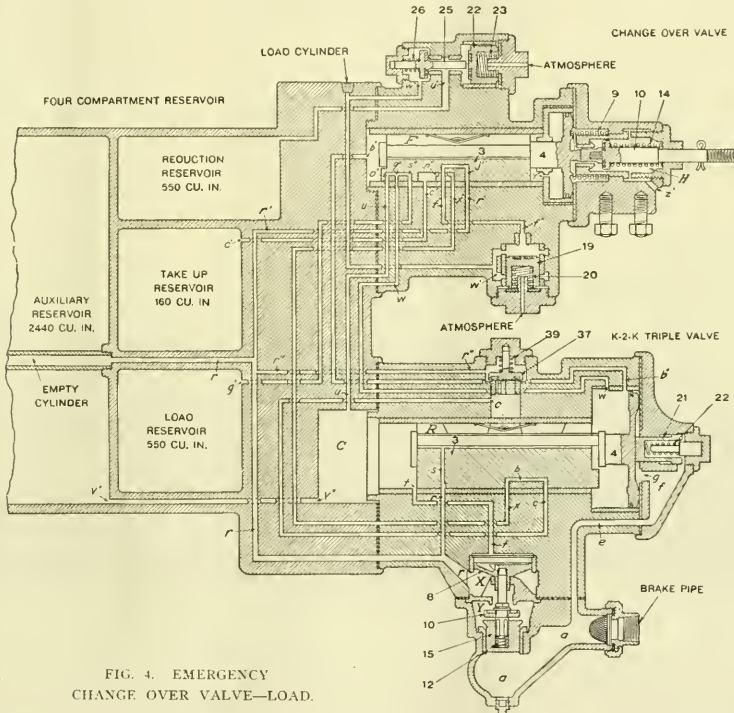 26
25
22
23
LOAD CYLINDER
CHANGE OVER VALVE
ATMOSPHERE
FOUR COMPARTMENT RESERVOIR
9
10
14
REDUCTION
RESERVOIR
550 CU. IN.
F
3
4
H
z'
r'
c'
u
w
TAKE UP
RESERVOIR
160 CU. IN.
19
20
w'
AUXILIARY
RESERVOIR
2440 CU. IN.
ATMOSPHERE
39
37
K-2-K TRIPLE VALVE
r
r"
g'
u
c
w
b'
EMPTY
CYLINDER
21
22
LOAD
RESERVOIR
550 CU. IN.
C
R
3
4
s
b
g
f
V"
V"
r
t
x
c
e
t
r
8
X
Y
10
BRAKE PIPE
15
a
12
a
FIG. 4. EMERGENCY
CHANGE OVER VALVE—LOAD.